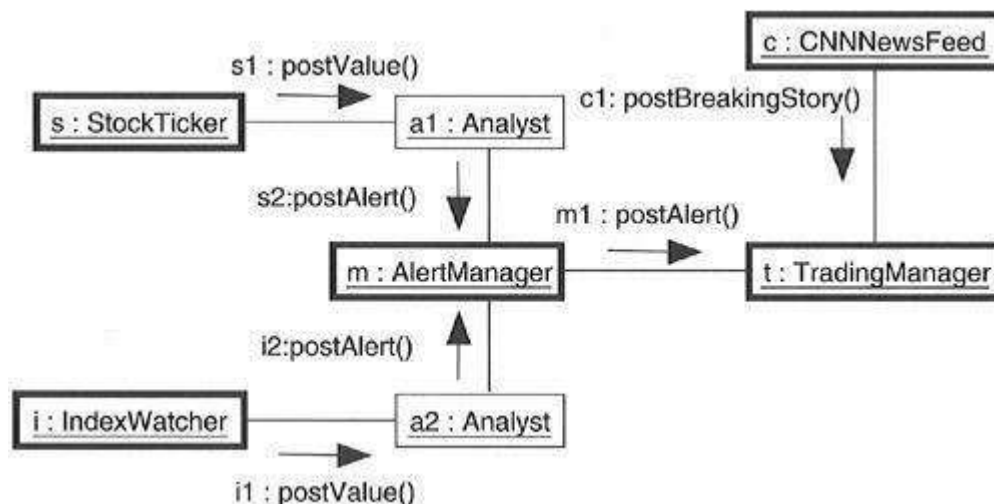 c : CNNNewsFeed
s1 : postValue()
c1: postBreakingStory()
s : StockTicker
a1 : Analyst
s2:postAlert()
m1 : postAlert()
m : AlertManager
t : TradingManager
i2:postAlert()
i : IndexWatcher
a2 : Analyst
i1 : postValue()